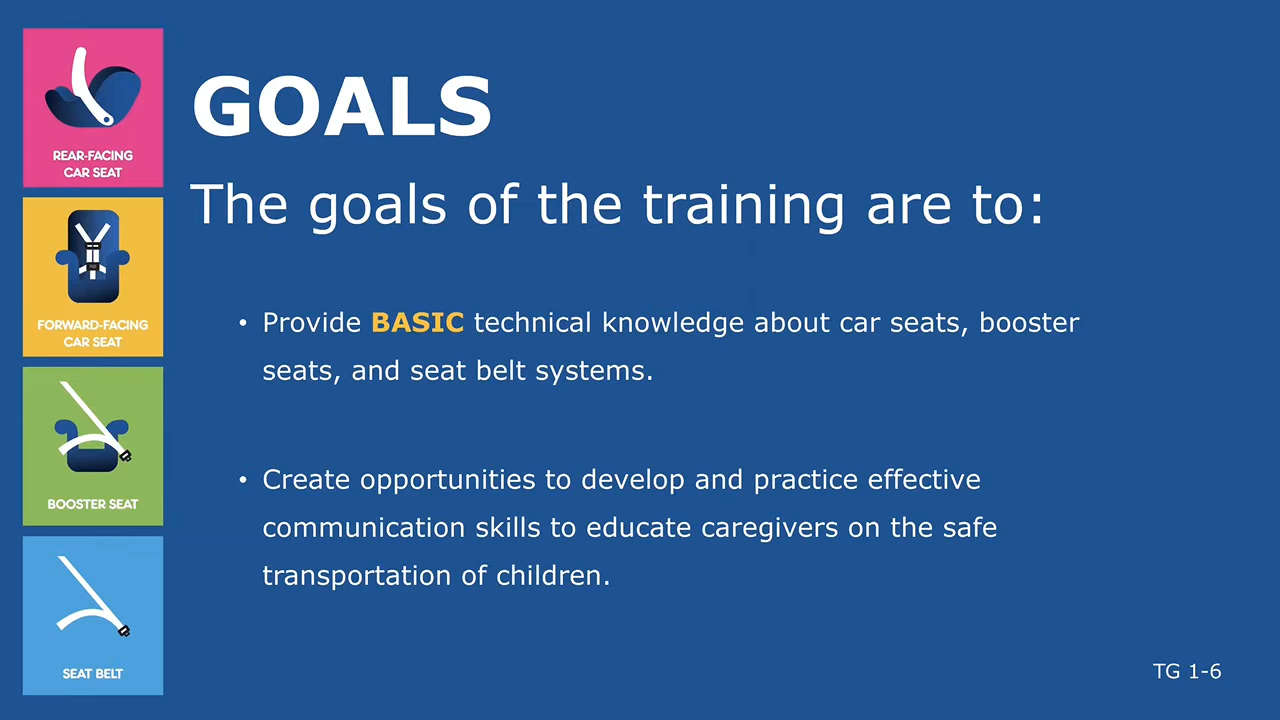 REAR-FACING
CAR SEAT
FORWARD-FACING
CAR SEAT
BOOSTER SEAT
SEAT BELT
GOALS
The goals of the training are to:
• Provide BASIC technical knowledge about car seats, booster
seats, and seat belt systems.
• Create opportunities to develop and practice effective
communication skills to educate caregivers on the safe
transportation of children.
TG 1-6